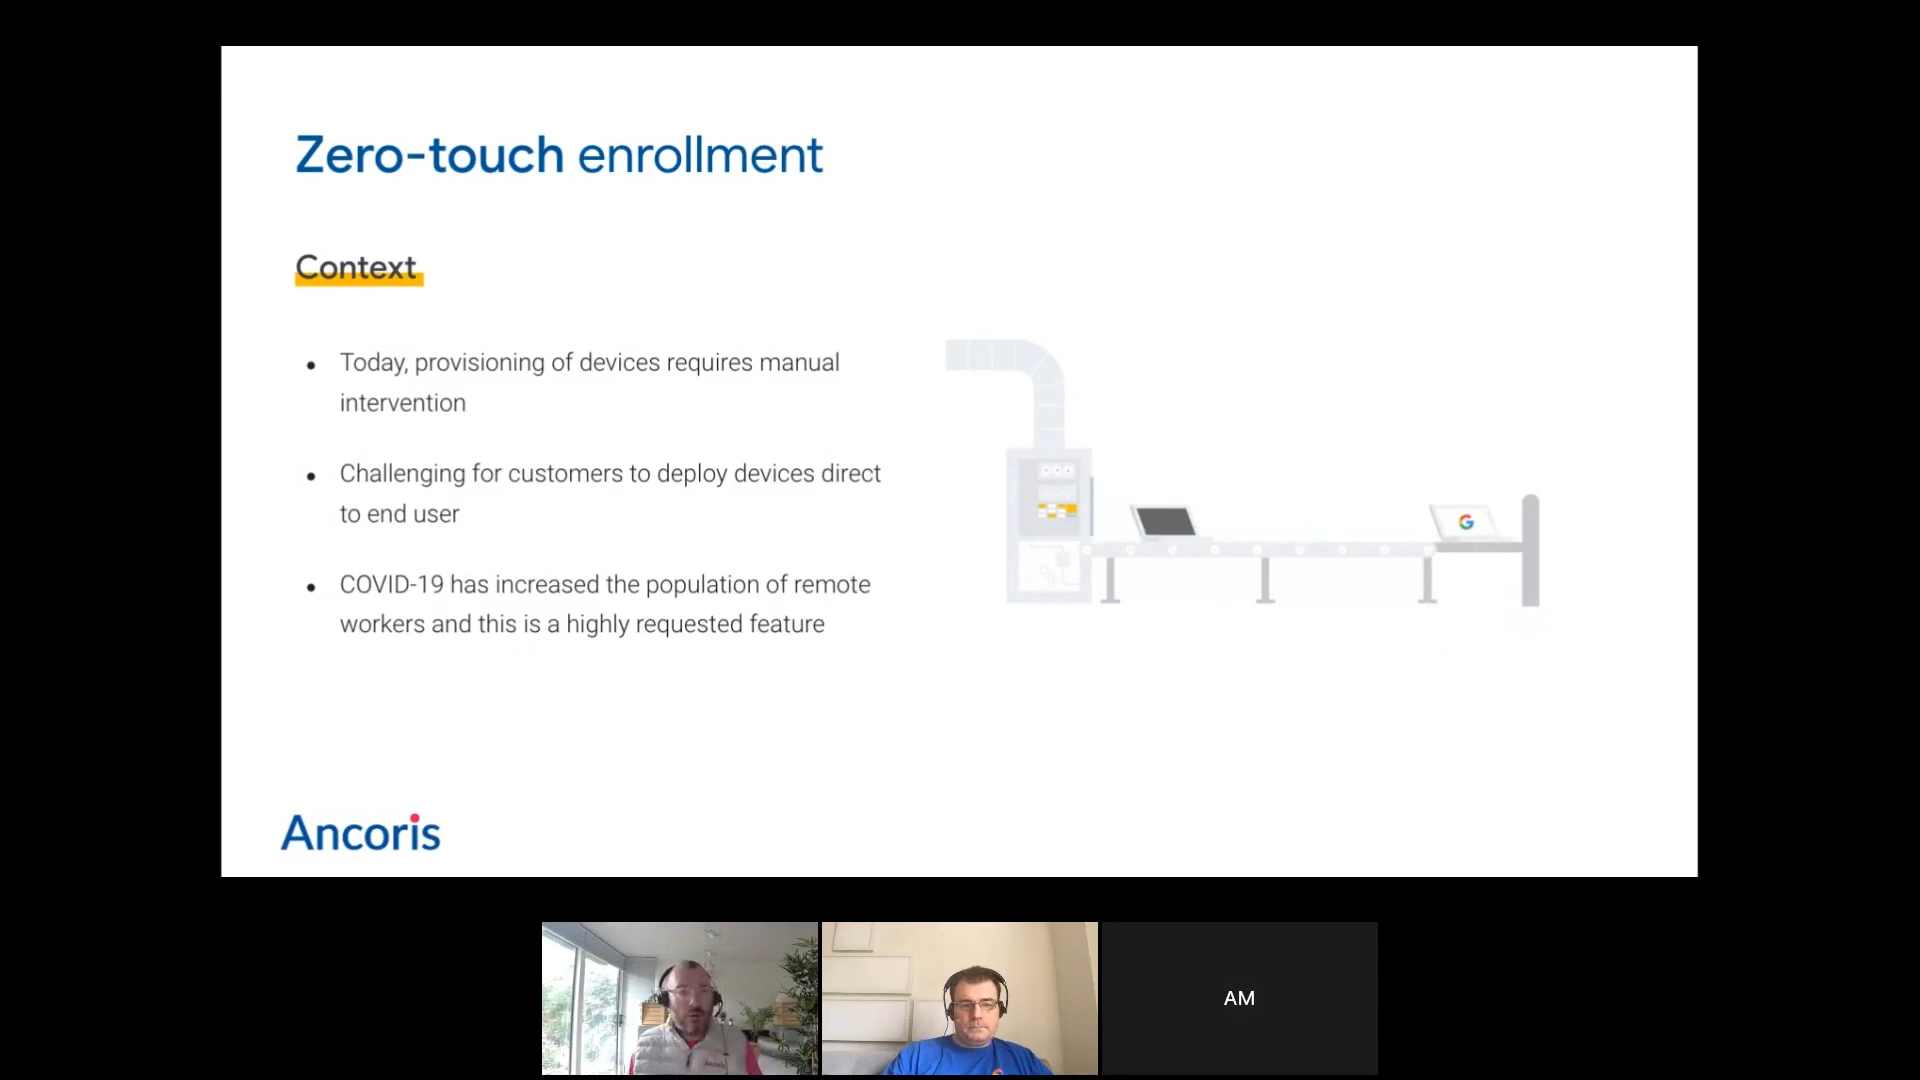 Zero-touch enrollment
Context
Today, provisioning of devices requires manual
intervention
Challenging for customers to deploy devices direct
to end user
COVID-19 has increased the population of remote
workers and this is a highly requested feature
G
Ancoris
AM